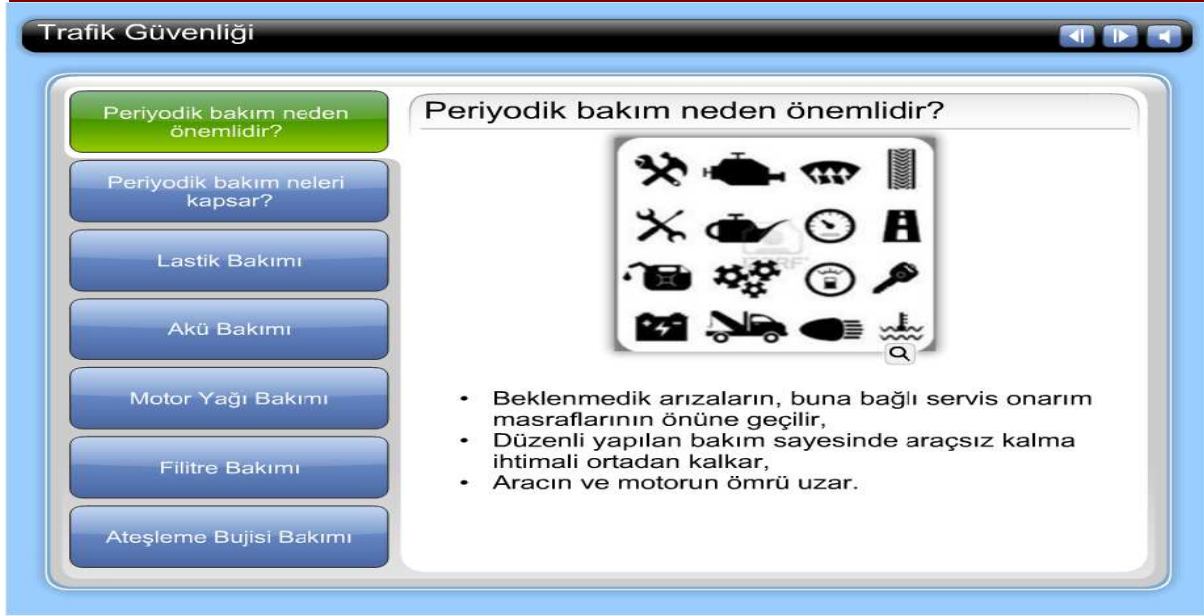 Trafik Güvenliği
Periyodik bakım neden
önemlidir?
Periyodik bakım neleri
kapsar?
Lastik Bakımı
Akü Bakımı
Motor Yağı Bakımı
Filitre Bakımı
Ateşleme Bujisi Bakımı
Periyodik bakım neden önemlidir?
• Beklenmedik arızaların, buna bağlı servis onarım
masraflarının önüne geçilir,
• Düzenli yapılan bakım sayesinde araçsız kalma
ihtimali ortadan kalkar,
• Aracın ve motorun ömrü uzar.